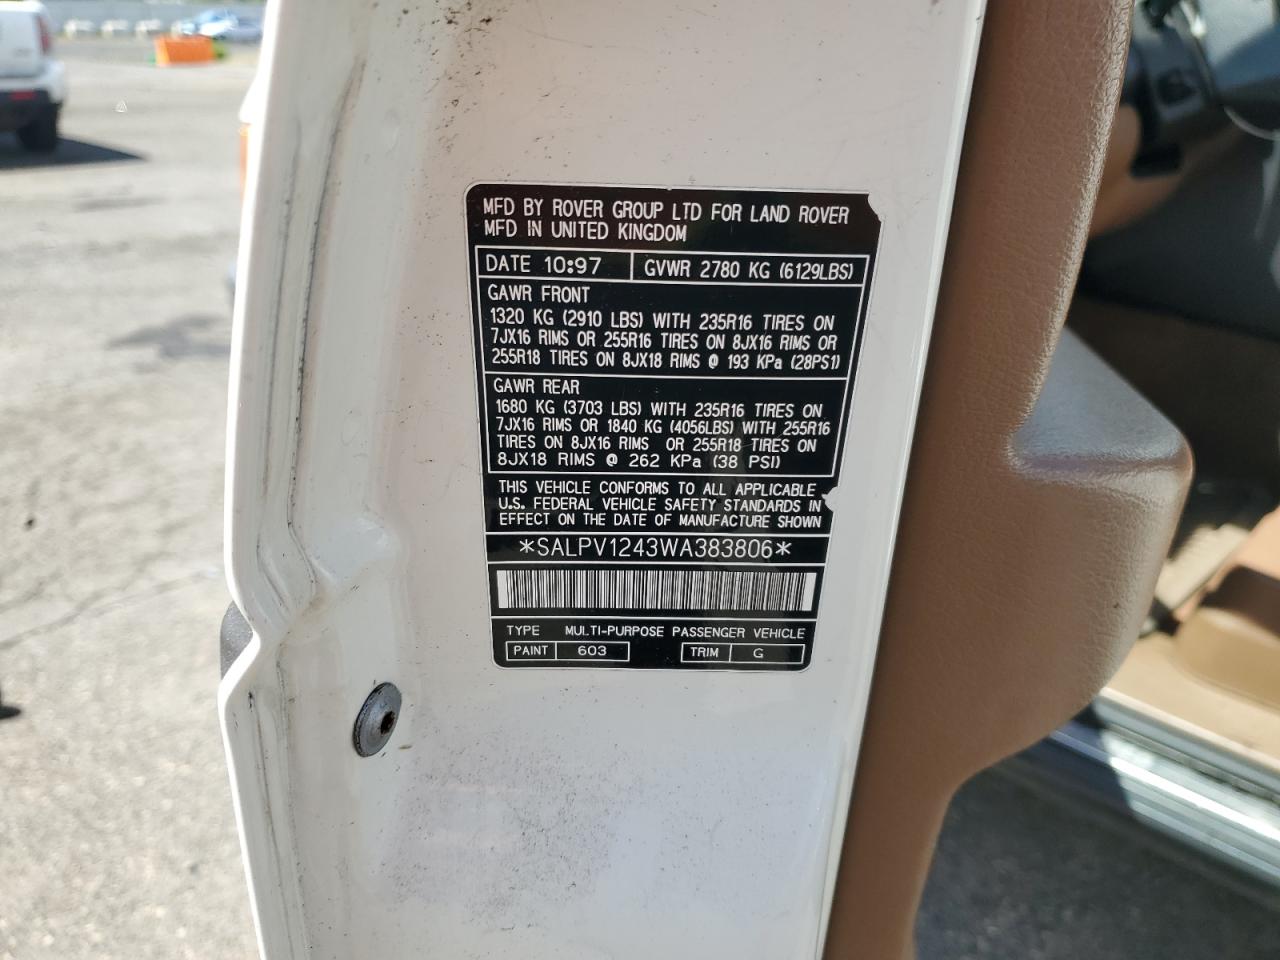 MFD BY ROVER GROUP LTD FOR LAND ROVER
MFD IN UNITED KINGDOM
DATE 10:97 GVWR 2780 KG (6129LBS)
GAWR FRONT
1320 KG (2910 LBS) WITH 235R16 TIRES ON
7JX16 RIMS OR 255R16 TIRES ON 8JX16 RIMS OR
255R18 TIRES ON 8JX18 RIMS @ 193 KPa (28PSI)
GAWR REAR
1680 KG (3703 LBS) WITH 235R16 TIRES ON
7JX16 RIMS OR 1840 KG (4056LBS) WITH 255R16
TIRES ON 8JX16 RIMS OR 255R18 TIRES ON
8JX18 RIMS @ 262 KPa (38 PSI)
THIS VEHICLE CONFORMS TO ALL APPLICABLE
U.S. FEDERAL VEHICLE SAFETY STANDARDS IN
EFFECT ON THE DATE OF MANUFACTURE SHOWN
*SALPV1243WA383806*
TYPE MULTI-PURPOSE PASSENGER VEHICLE
PAINT 603 TRIM G